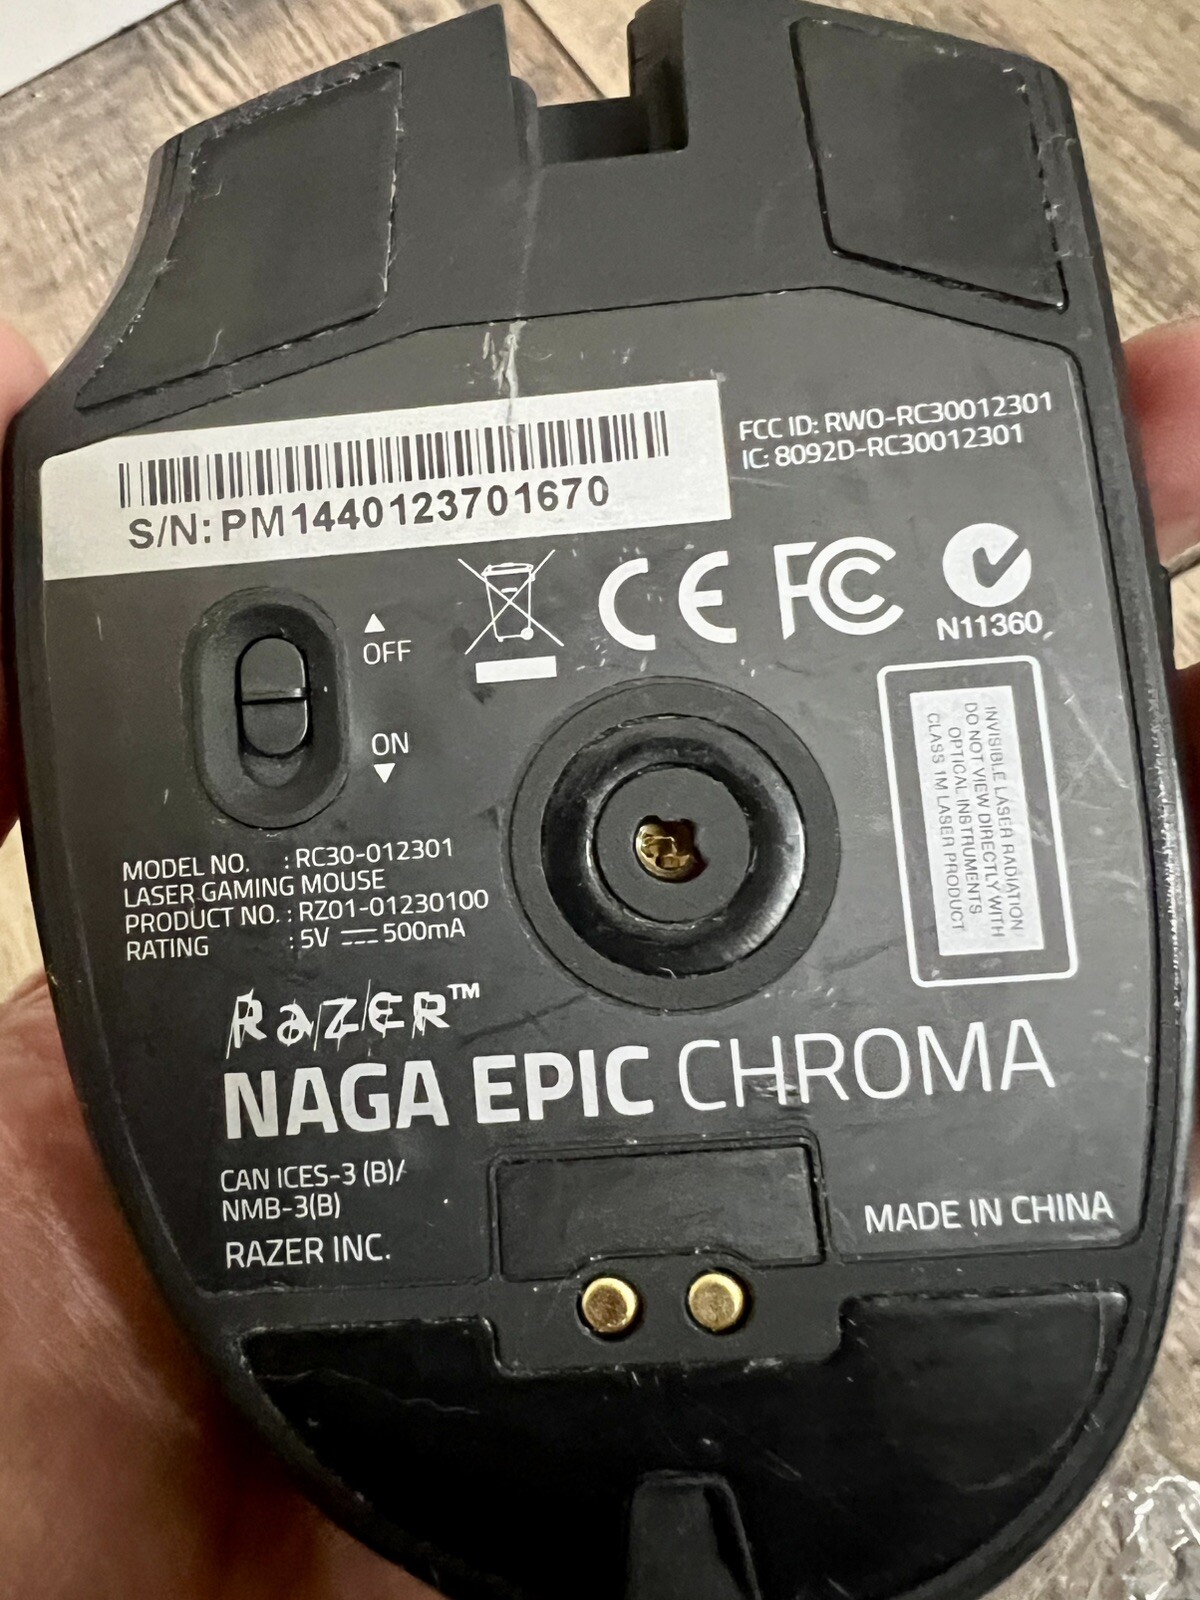 S/N: PM1440123701670
FCC ID: RWO-RC30012301
IC: 8092D-RC30012301
CE FC
N11360
OFF
ON
INVISIBLE LASER RADIATION
DO NOT VIEW DIRECTLY WITH
OPTICAL INSTRUMENTS
CLASS 1M LASER PRODUCT
MODEL NO. : RC30-012301
LASER GAMING MOUSE
PRODUCT NO. : RZ01-01230100
RATING : 5V ⎓ 500mA
RAZER™
NAGA EPIC CHROMA
CAN ICES-3 (B)/
NMB-3(B)
RAZER INC.
MADE IN CHINA